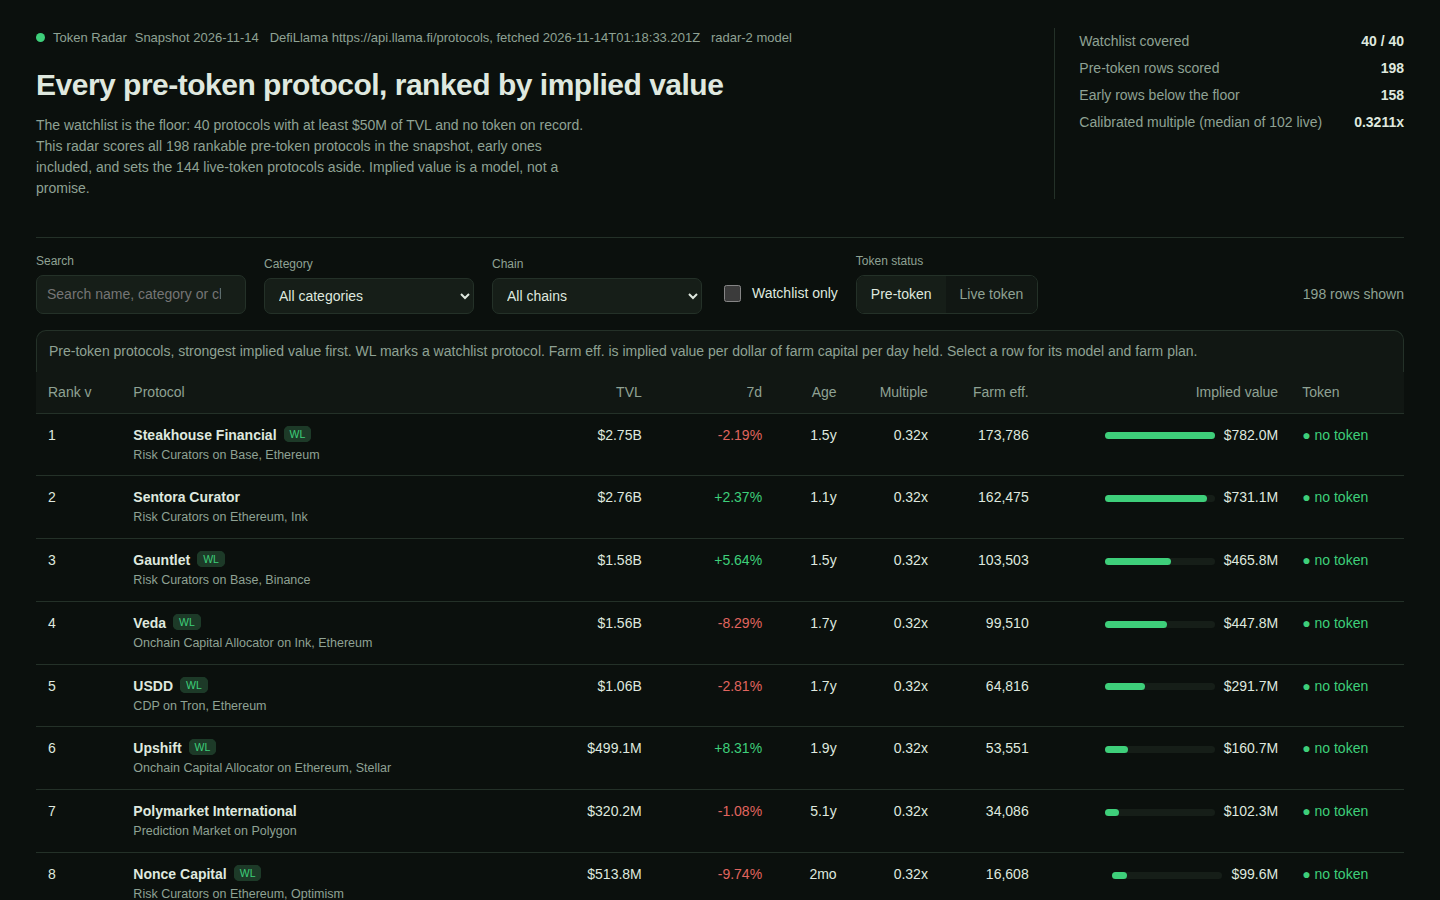 Token Radar Snapshot 2026-11-14 DefiLlama https://api.llama.fi/protocols, fetched 2026-11-14T01:18:33.201Z radar-2 model
Every pre-token protocol, ranked by implied value
The watchlist is the floor: 40 protocols with at least $50M of TVL and no token on record.
This radar scores all 198 rankable pre-token protocols in the snapshot, early ones
included, and sets the 144 live-token protocols aside. Implied value is a model, not a
promise.
Watchlist covered 40 / 40
Pre-token rows scored 198
Early rows below the floor 158
Calibrated multiple (median of 102 live) 0.3211x
Search
Search name, category or cl
Category
All categories
Chain
All chains
Watchlist only
Token status
Pre-token Live token
198 rows shown
Pre-token protocols, strongest implied value first. WL marks a watchlist protocol. Farm eff. is implied value per dollar of farm capital per day held. Select a row for its model and farm plan.
Rank v Protocol TVL 7d Age Multiple Farm eff. Implied value Token
1 Steakhouse Financial WL $2.75B -2.19% 1.5y 0.32x 173,786 $782.0M ● no token
Risk Curators on Base, Ethereum
2 Sentora Curator $2.76B +2.37% 1.1y 0.32x 162,475 $731.1M ● no token
Risk Curators on Ethereum, Ink
3 Gauntlet WL $1.58B +5.64% 1.5y 0.32x 103,503 $465.8M ● no token
Risk Curators on Base, Binance
4 Veda WL $1.56B -8.29% 1.7y 0.32x 99,510 $447.8M ● no token
Onchain Capital Allocator on Ink, Ethereum
5 USDD WL $1.06B -2.81% 1.7y 0.32x 64,816 $291.7M ● no token
CDP on Tron, Ethereum
6 Upshift WL $499.1M +8.31% 1.9y 0.32x 53,551 $160.7M ● no token
Onchain Capital Allocator on Ethereum, Stellar
7 Polymarket International $320.2M -1.08% 5.1y 0.32x 34,086 $102.3M ● no token
Prediction Market on Polygon
8 Nonce Capital WL $513.8M -9.74% 2mo 0.32x 16,608 $99.6M ● no token
Risk Curators on Ethereum, Optimism